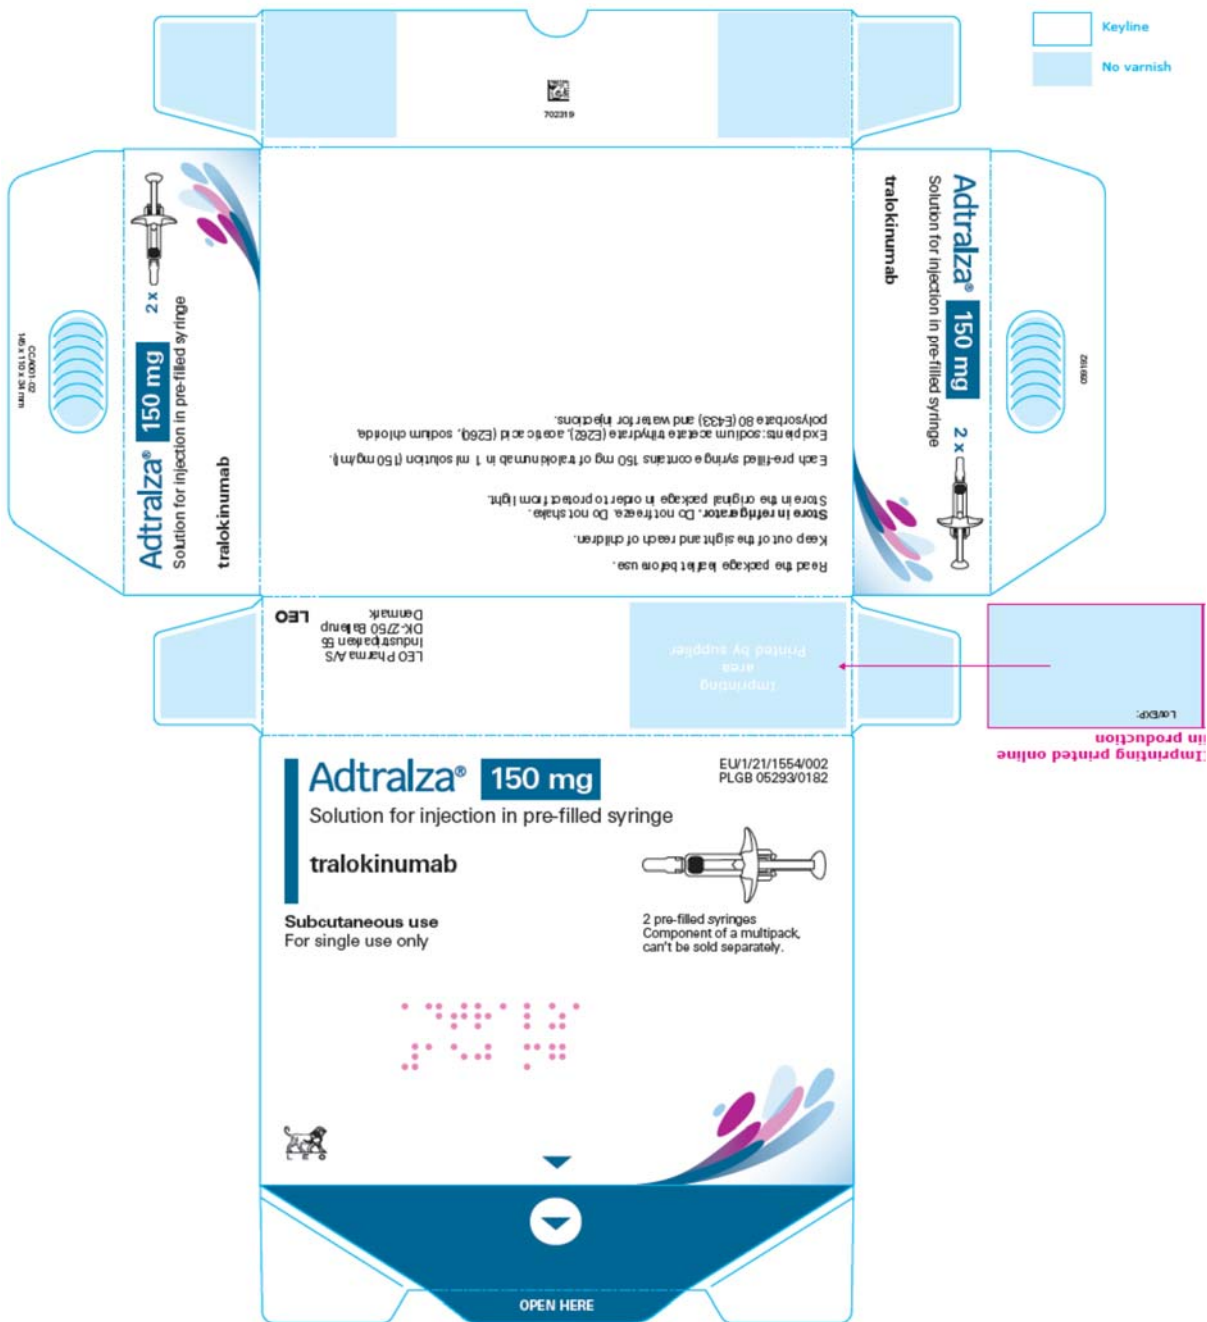 Keyline
No varnish
702319
2 x
Adtralza® 150 mg
Solution for injection in pre-filled syringe
tralokinumab
CCA001-02
145 x 110 x 34 mm
Adtralza® 150 mg 2 x
Solution for injection in pre-filled syringe
tralokinumab
059192
Read the package leaflet before use.
Keep out of the sight and reach of children.
Store in refrigerator. Do not freeze. Do not shake.
Store in the original package in order to protect from light.
Each pre-filled syringe contains 150 mg of tralokinumab in 1 ml solution (150 mg/ml).
Excipients: sodium acetate trihydrate (E262), acetic acid (E260), sodium chloride,
polysorbate 80 (E433) and water for injections.
LEO Pharma A/S
Industriparken 55
DK-2750 Ballerup
Denmark
LEO
Imprinting
area
Printed by supplier
Imprinting printed online
in production
Lot/EXP:
Adtralza® 150 mg
Solution for injection in pre-filled syringe
tralokinumab
EU/1/21/1554/002
PLGB 05293/0182
Subcutaneous use
For single use only
2 pre-filled syringes
Component of a multipack,
can't be sold separately.
LEO
OPEN HERE